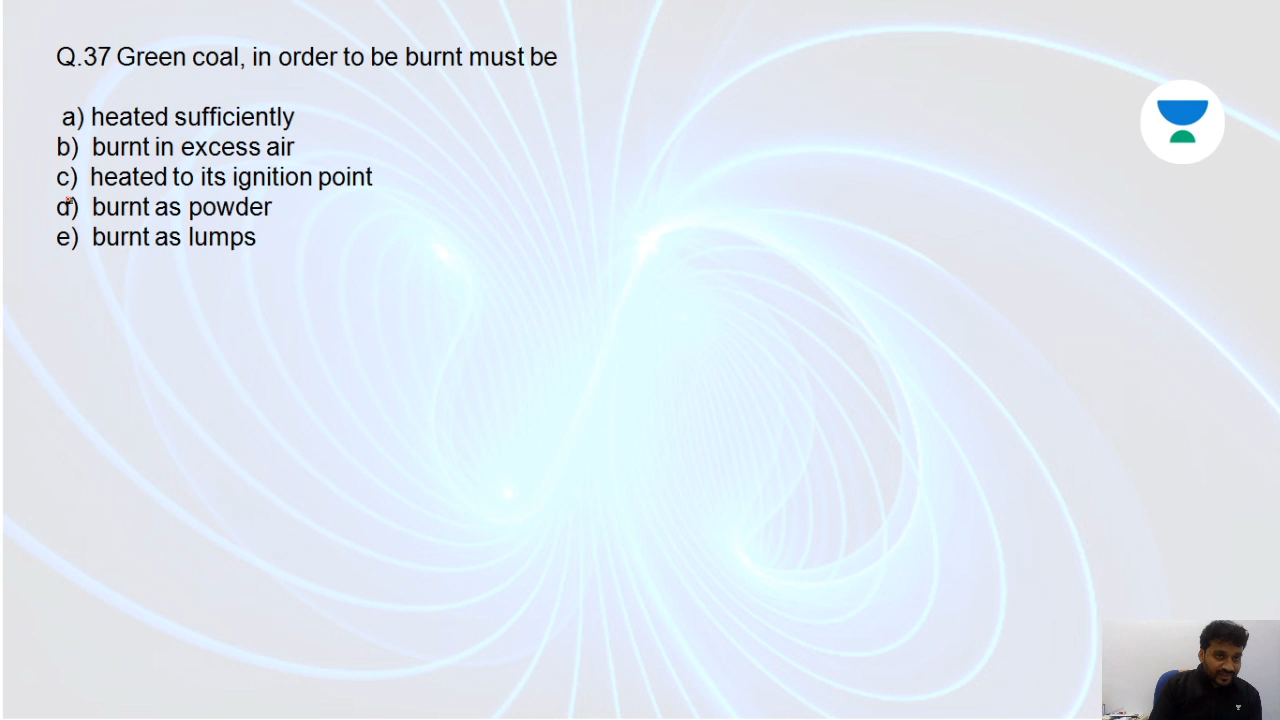 Q.37 Green coal, in order to be burnt must be
a) heated sufficiently
b) burnt in excess air
c) heated to its ignition point
d) burnt as powder
e) burnt as lumps